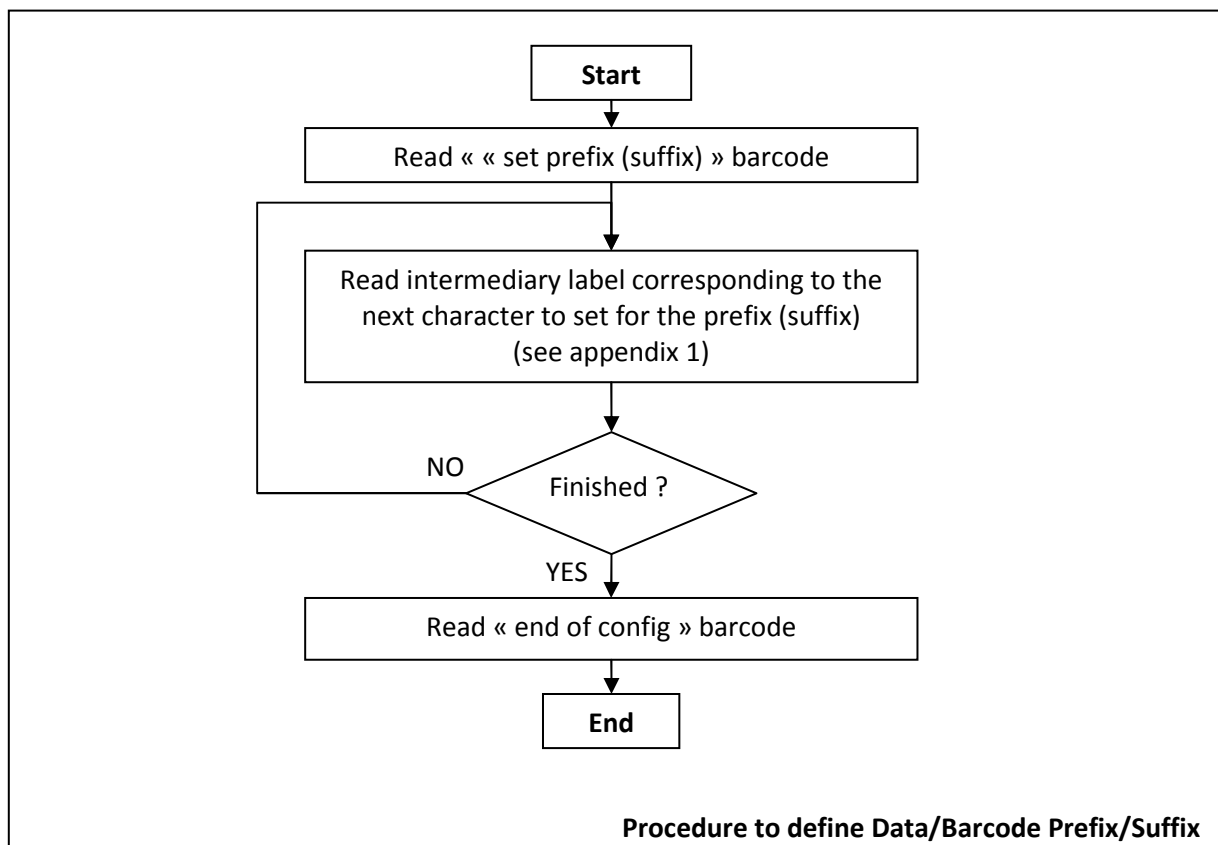 Start
Read « « set prefix (suffix) » barcode
Read intermediary label corresponding to the
next character to set for the prefix (suffix)
(see appendix 1)
NO
Finished ?
YES
Read « end of config » barcode
End
Procedure to define Data/Barcode Prefix/Suffix